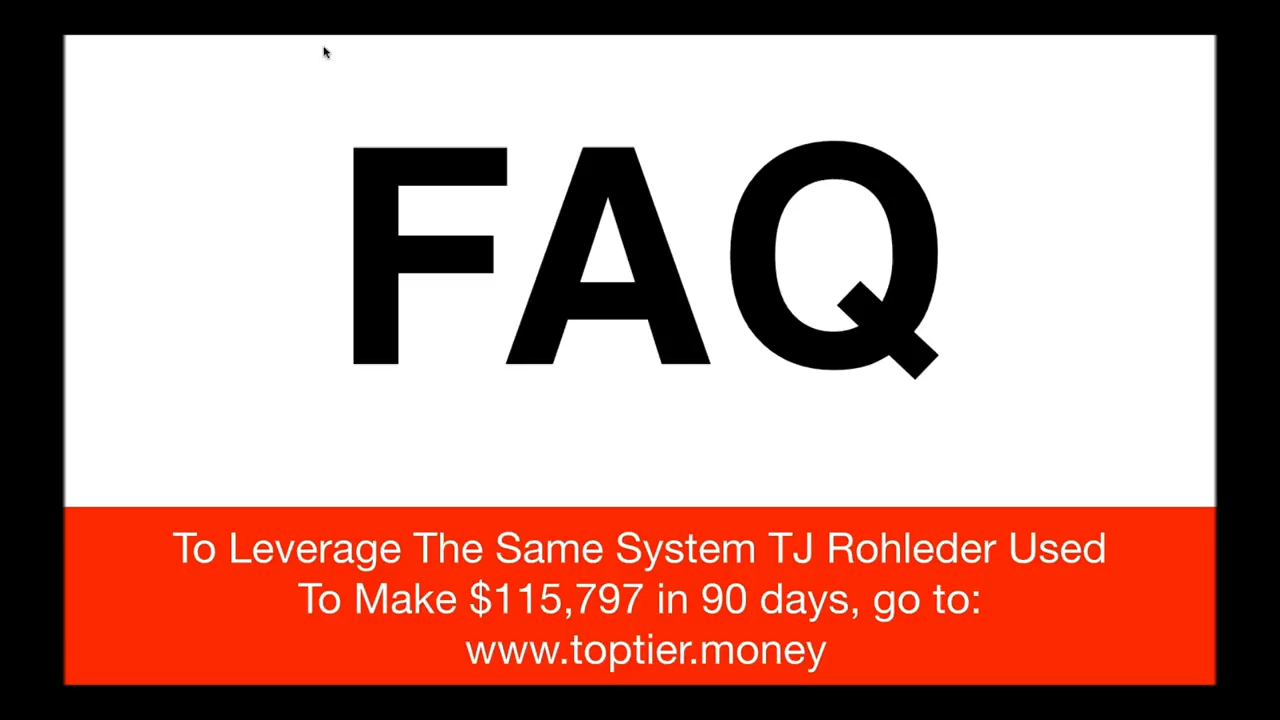 FAQ
To Leverage The Same System TJ Rohleder Used
To Make $115,797 in 90 days, go to:
www.toptier.money